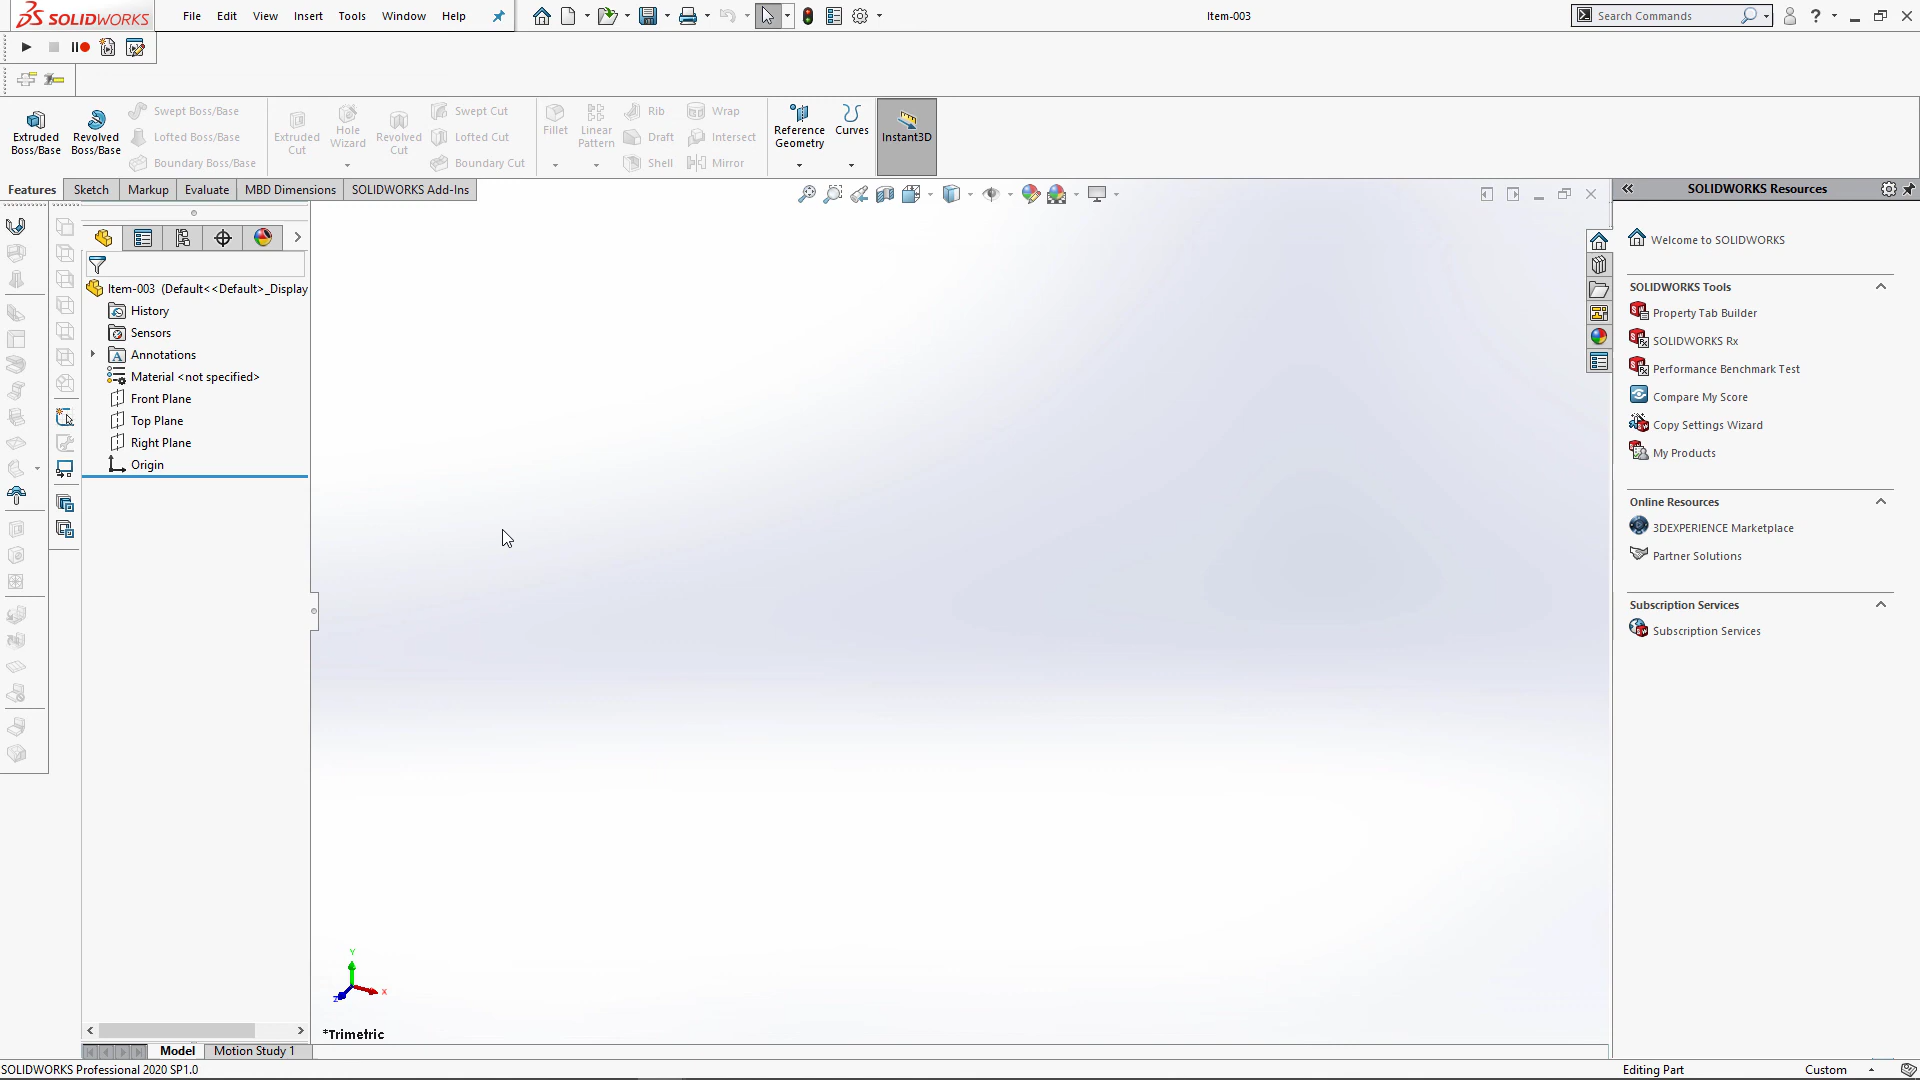 SOLIDWORKS File Edit View Insert Tools Window Help Item-003 Search Commands ?
Extruded Boss/Base
Revolved Boss/Base
Swept Boss/Base
Lofted Boss/Base
Boundary Boss/Base
Extruded Cut
Hole Wizard
Revolved Cut
Swept Cut
Lofted Cut
Boundary Cut
Fillet
Linear Pattern
Rib
Draft
Shell
Wrap
Intersect
Mirror
Reference Geometry
Curves
Instant3D
Features Sketch Markup Evaluate MBD Dimensions SOLIDWORKS Add-Ins
Item-003 (Default<<Default>_Display
History
Sensors
Annotations
Material <not specified>
Front Plane
Top Plane
Right Plane
Origin
Y
X
Z
*Trimetric
Model Motion Study 1
SOLIDWORKS Resources
Welcome to SOLIDWORKS
SOLIDWORKS Tools
Property Tab Builder
SOLIDWORKS Rx
Performance Benchmark Test
Compare My Score
Copy Settings Wizard
My Products
Online Resources
3DEXPERIENCE Marketplace
Partner Solutions
Subscription Services
Subscription Services
SOLIDWORKS Professional 2020 SP1.0 Editing Part Custom